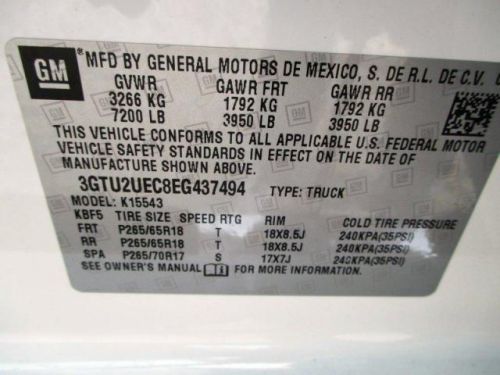 GM MFD BY GENERAL MOTORS DE MEXICO, S. DE R.L. DE C.V.
GVWR GAWR FRT GAWR RR
3266 KG 1792 KG 1792 KG
7200 LB 3950 LB 3950 LB
THIS VEHICLE CONFORMS TO ALL APPLICABLE U.S. FEDERAL MOTOR
VEHICLE SAFETY STANDARDS IN EFFECT ON THE DATE OF
MANUFACTURE SHOWN ABOVE.
3GTU2UEC8EG437494 TYPE: TRUCK
MODEL: K15543
KBF5 TIRE SIZE SPEED RTG RIM COLD TIRE PRESSURE
FRT P265/65R18 T 18X8.5J 240KPA(35PSI)
RR P265/65R18 T 18X8.5J 240KPA(35PSI)
SPA P265/70R17 S 17X7J 240KPA(35PSI)
SEE OWNER'S MANUAL FOR MORE INFORMATION.